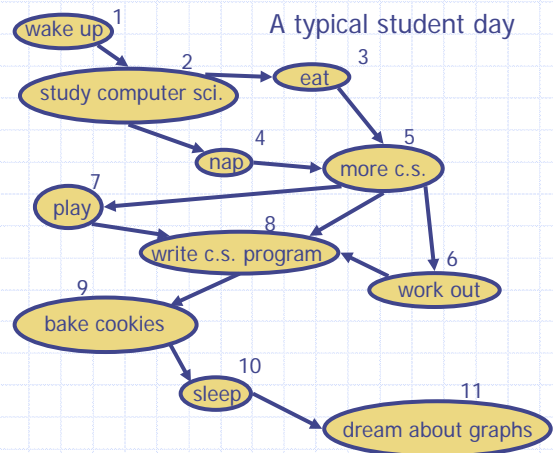 A typical student day
1
wake up
2
study computer sci.
3
eat
4
nap
5
more c.s.
7
play
8
write c.s. program
6
work out
9
bake cookies
10
sleep
11
dream about graphs